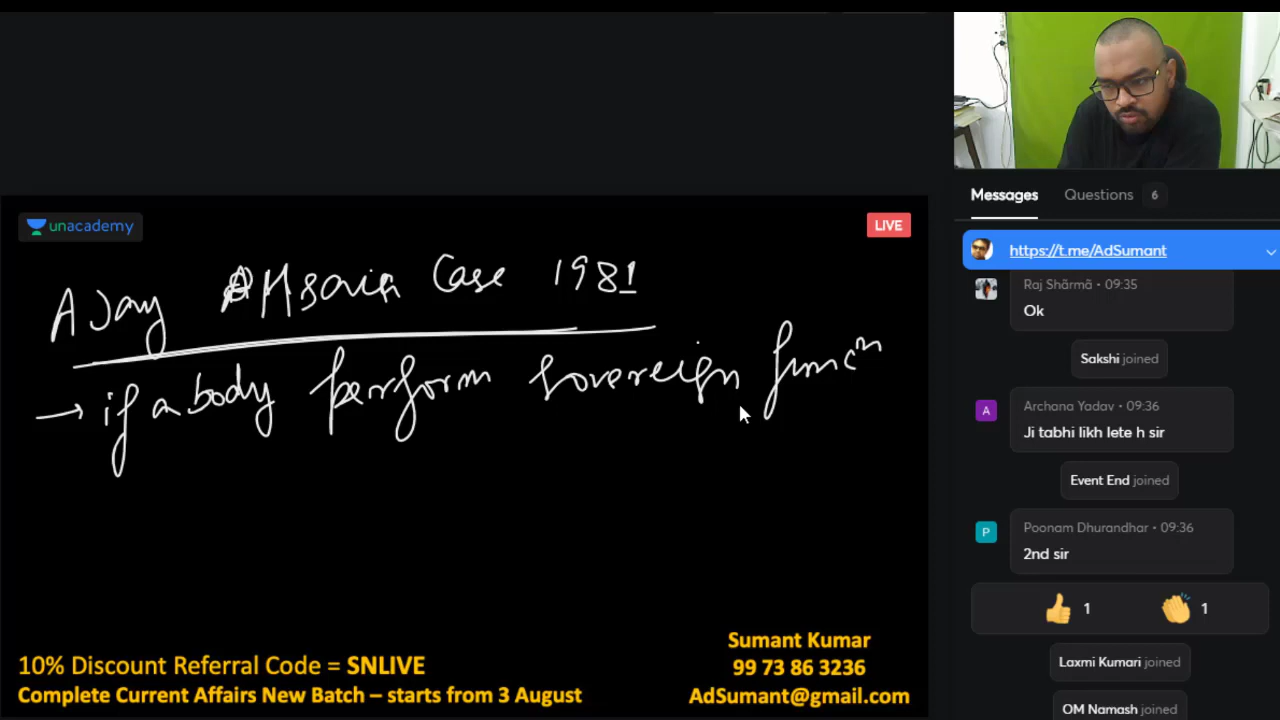 unacademy
LIVE
AJay Case 1981
→ if a body perform sovereign funcⁿ
10% Discount Referral Code = SNLIVE
Complete Current Affairs New Batch – starts from 3 August
Sumant Kumar
99 73 86 3236
AdSumant@gmail.com
Messages Questions 6
https://t.me/AdSumant
Raj Shārmā • 09:35
Ok
Sakshi joined
A Archana Yadav • 09:36
Ji tabhi likh lete h sir
Event End joined
P Poonam Dhurandhar • 09:36
2nd sir
👍 1 👏 1
Laxmi Kumari joined
OM Namash joined